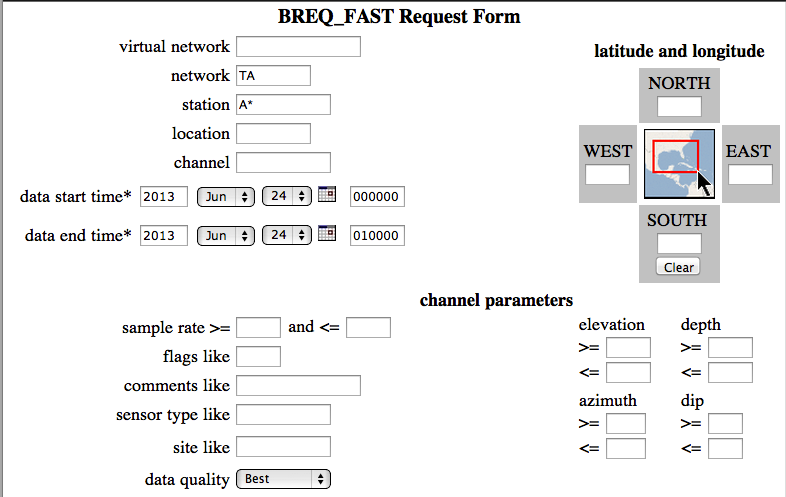 BREQ_FAST Request Form
virtual network
network TA
station A*
location
channel
data start time* 2013 Jun 24 000000
data end time* 2013 Jun 24 010000
latitude and longitude
NORTH
WEST
EAST
SOUTH
Clear
channel parameters
sample rate >= and <=
flags like
comments like
sensor type like
site like
data quality Best
elevation depth
>= >=
<= <=
azimuth dip
>= >=
<= <=